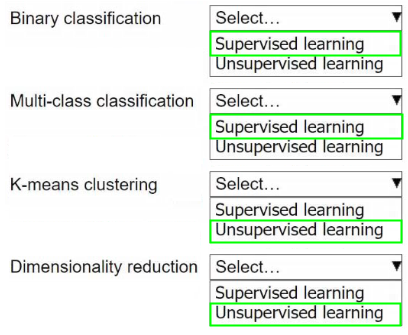 Binary classification Select...
Supervised learning
Unsupervised learning
Multi-class classification Select...
Supervised learning
Unsupervised learning
K-means clustering Select...
Supervised learning
Unsupervised learning
Dimensionality reduction Select...
Supervised learning
Unsupervised learning